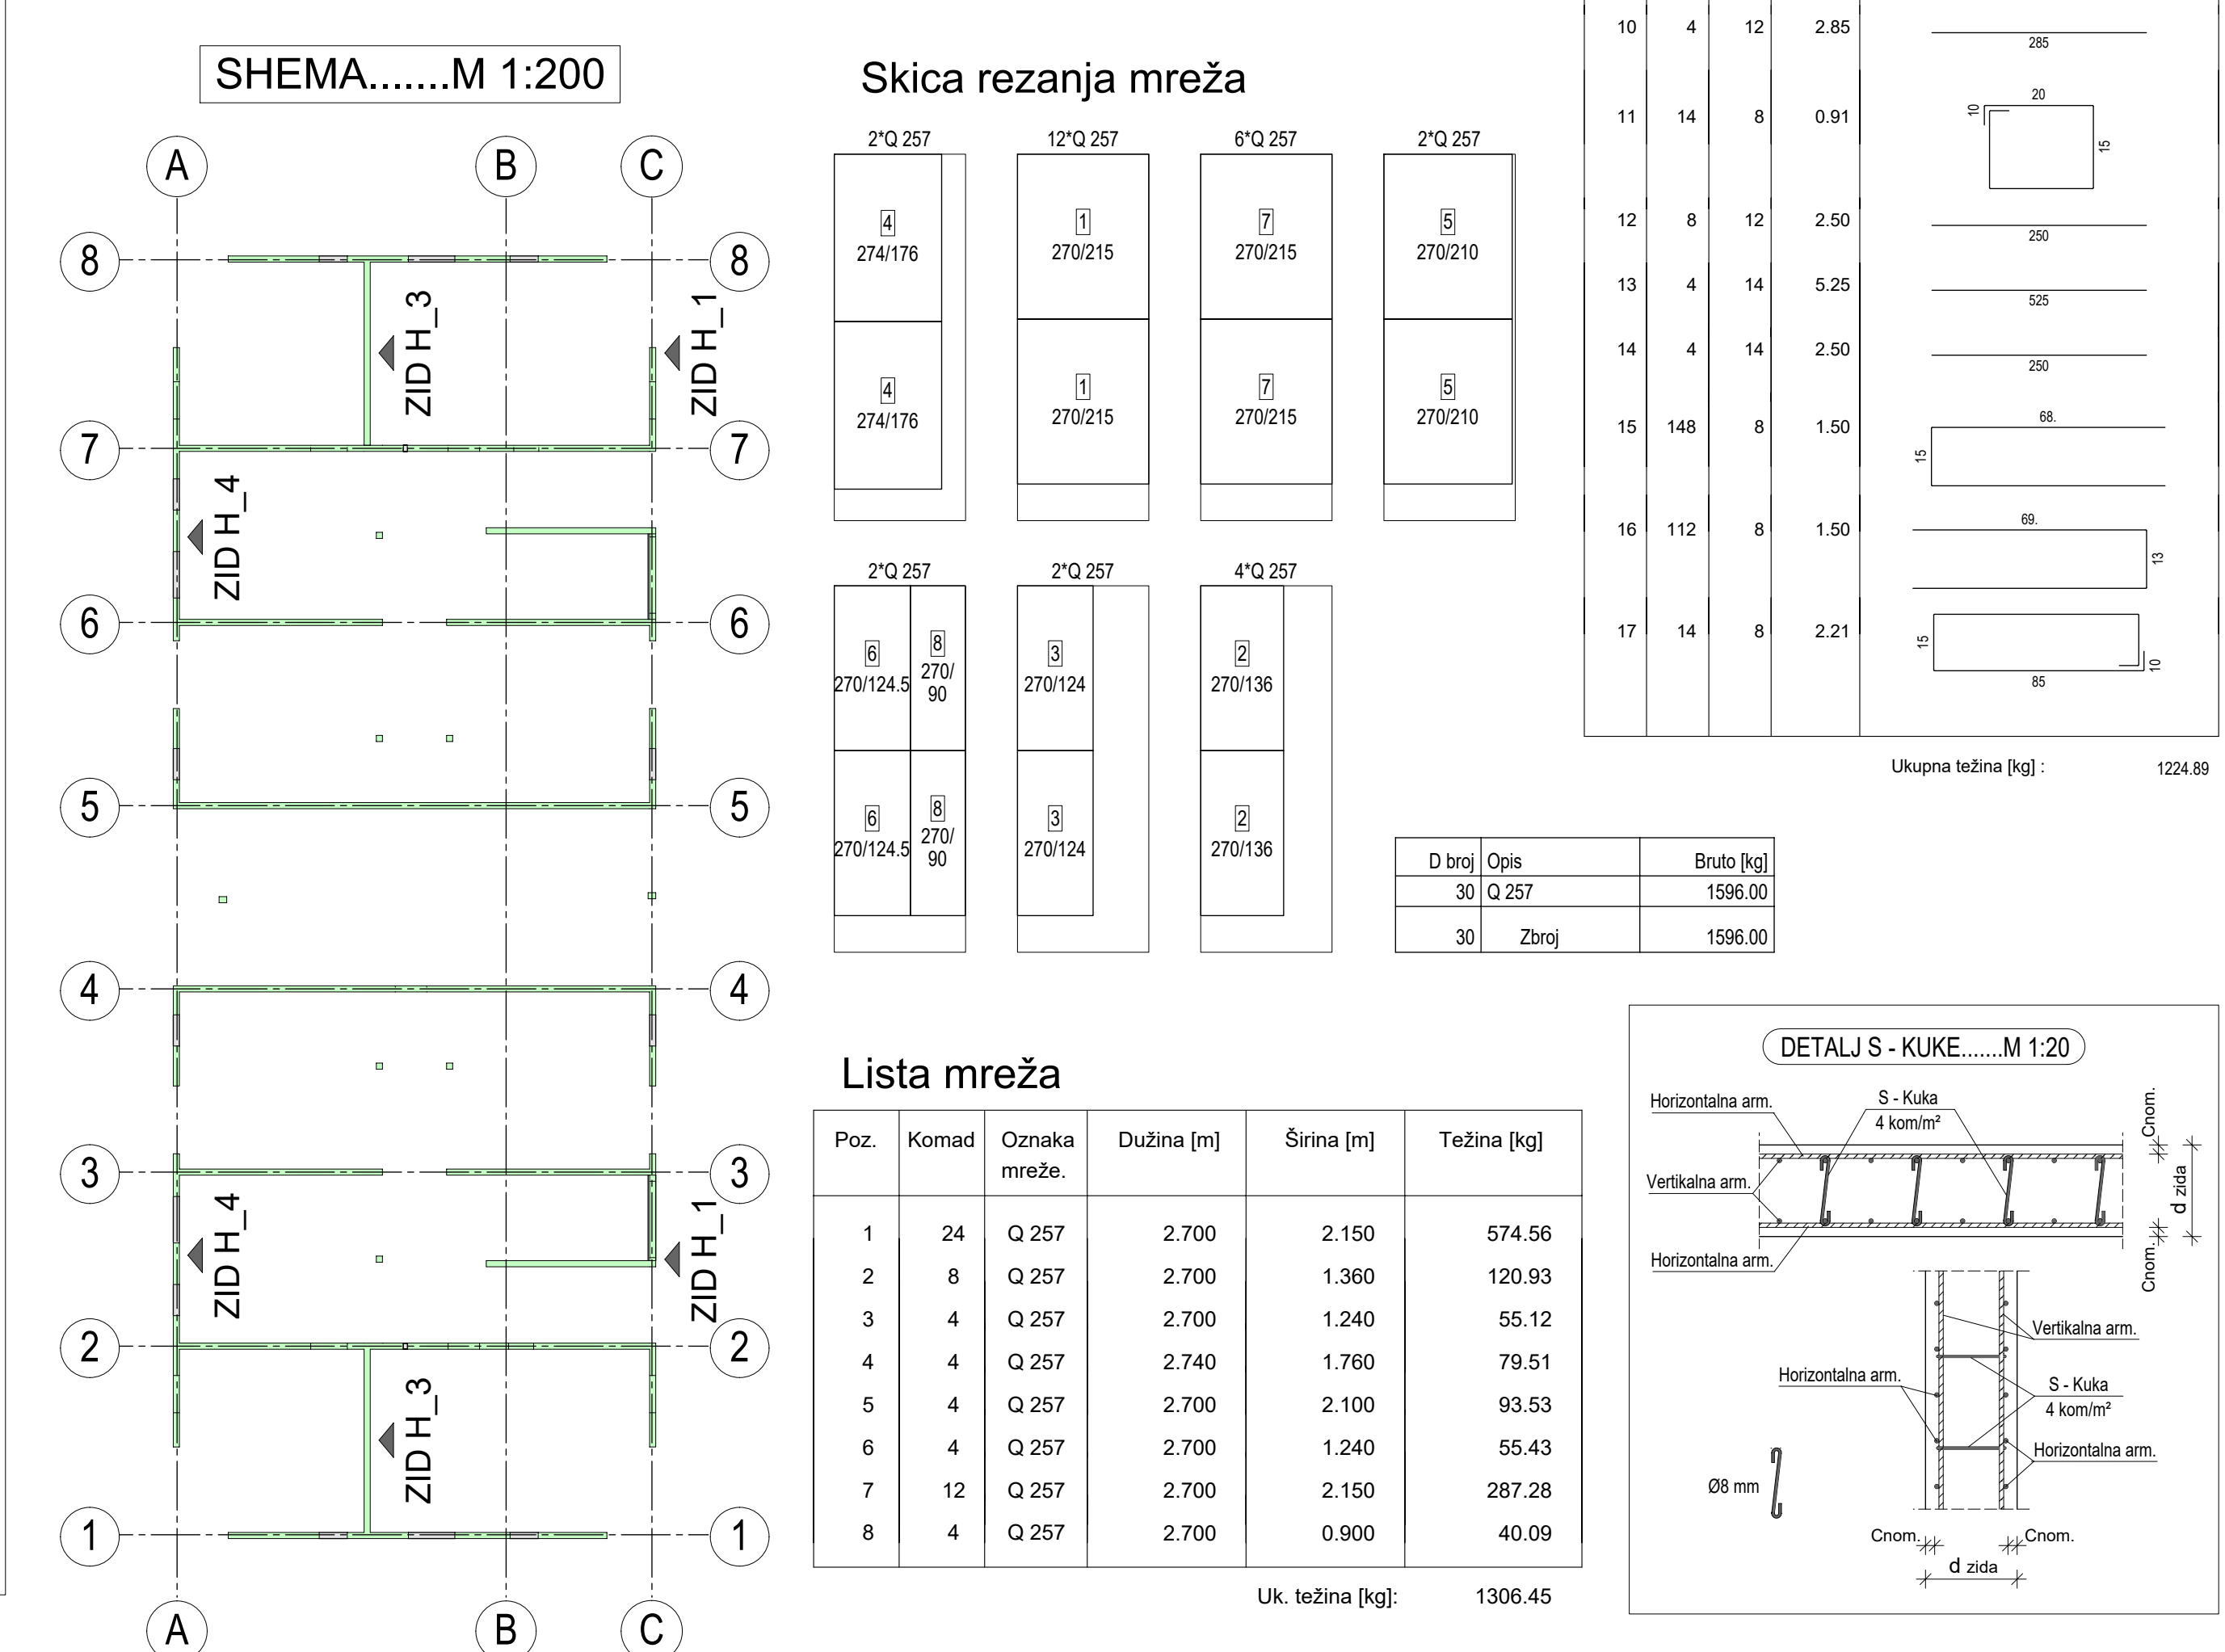 SHEMA.......M 1:200
A
B
C
8
8
ZID H_3
ZID H_1
7
7
ZID H_4
6
6
5
5
4
4
3
3
ZID H_4
ZID H_1
2
2
ZID H_3
1
1
A
B
C
Skica rezanja mreža
2*Q 257
12*Q 257
6*Q 257
2*Q 257
4
274/176
1
270/215
7
270/215
5
270/210
4
274/176
1
270/215
7
270/215
5
270/210
2*Q 257
2*Q 257
4*Q 257
6
270/124.5
8
270/
90
3
270/124
2
270/136
6
270/124.5
8
270/
90
3
270/124
2
270/136
10 4 12 2.85
285
11 14 8 0.91
20
10
15
12 8 12 2.50
250
13 4 14 5.25
525
14 4 14 2.50
250
15 148 8 1.50
68.
15
16 112 8 1.50
69.
13
17 14 8 2.21
15
10
85
Ukupna težina [kg] : 1224.89
D broj Opis Bruto [kg]
30 Q 257 1596.00
30 Zbroj 1596.00
Lista mreža
Poz. Komad Oznaka Dužina [m] Širina [m] Težina [kg]
mreže.
1 24 Q 257 2.700 2.150 574.56
2 8 Q 257 2.700 1.360 120.93
3 4 Q 257 2.700 1.240 55.12
4 4 Q 257 2.740 1.760 79.51
5 4 Q 257 2.700 2.100 93.53
6 4 Q 257 2.700 1.240 55.43
7 12 Q 257 2.700 2.150 287.28
8 4 Q 257 2.700 0.900 40.09
Uk. težina [kg]: 1306.45
DETALJ S - KUKE.......M 1:20
Horizontalna arm.
S - Kuka
4 kom/m²
Cnom.
Vertikalna arm.
d zida
Horizontalna arm.
Cnom.
Vertikalna arm.
Horizontalna arm.
S - Kuka
4 kom/m²
Horizontalna arm.
Ø8 mm
Cnom.
Cnom.
d zida